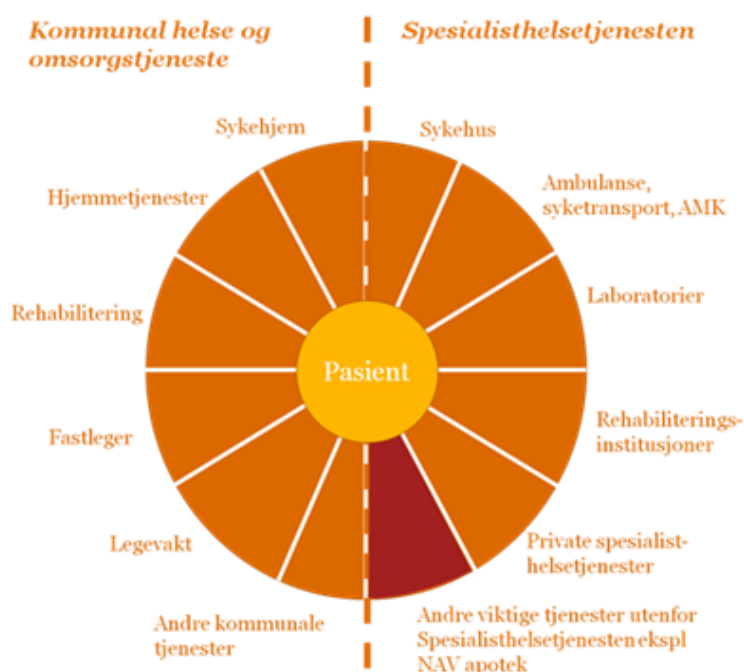 Kommunal helse og
omsorgstjeneste
Spesialisthelsetjenesten
Sykehjem
Sykehus
Hjemmetjenester
Ambulanse,
syketransport, AMK
Rehabilitering
Laboratorier
Pasient
Fastleger
Rehabiliterings-
institusjoner
Legevakt
Private spesialist-
helsetjenester
Andre kommunale
tjenester
Andre viktige tjenester utenfor
Spesialisthelsetjenesten ekspl
NAV apotek